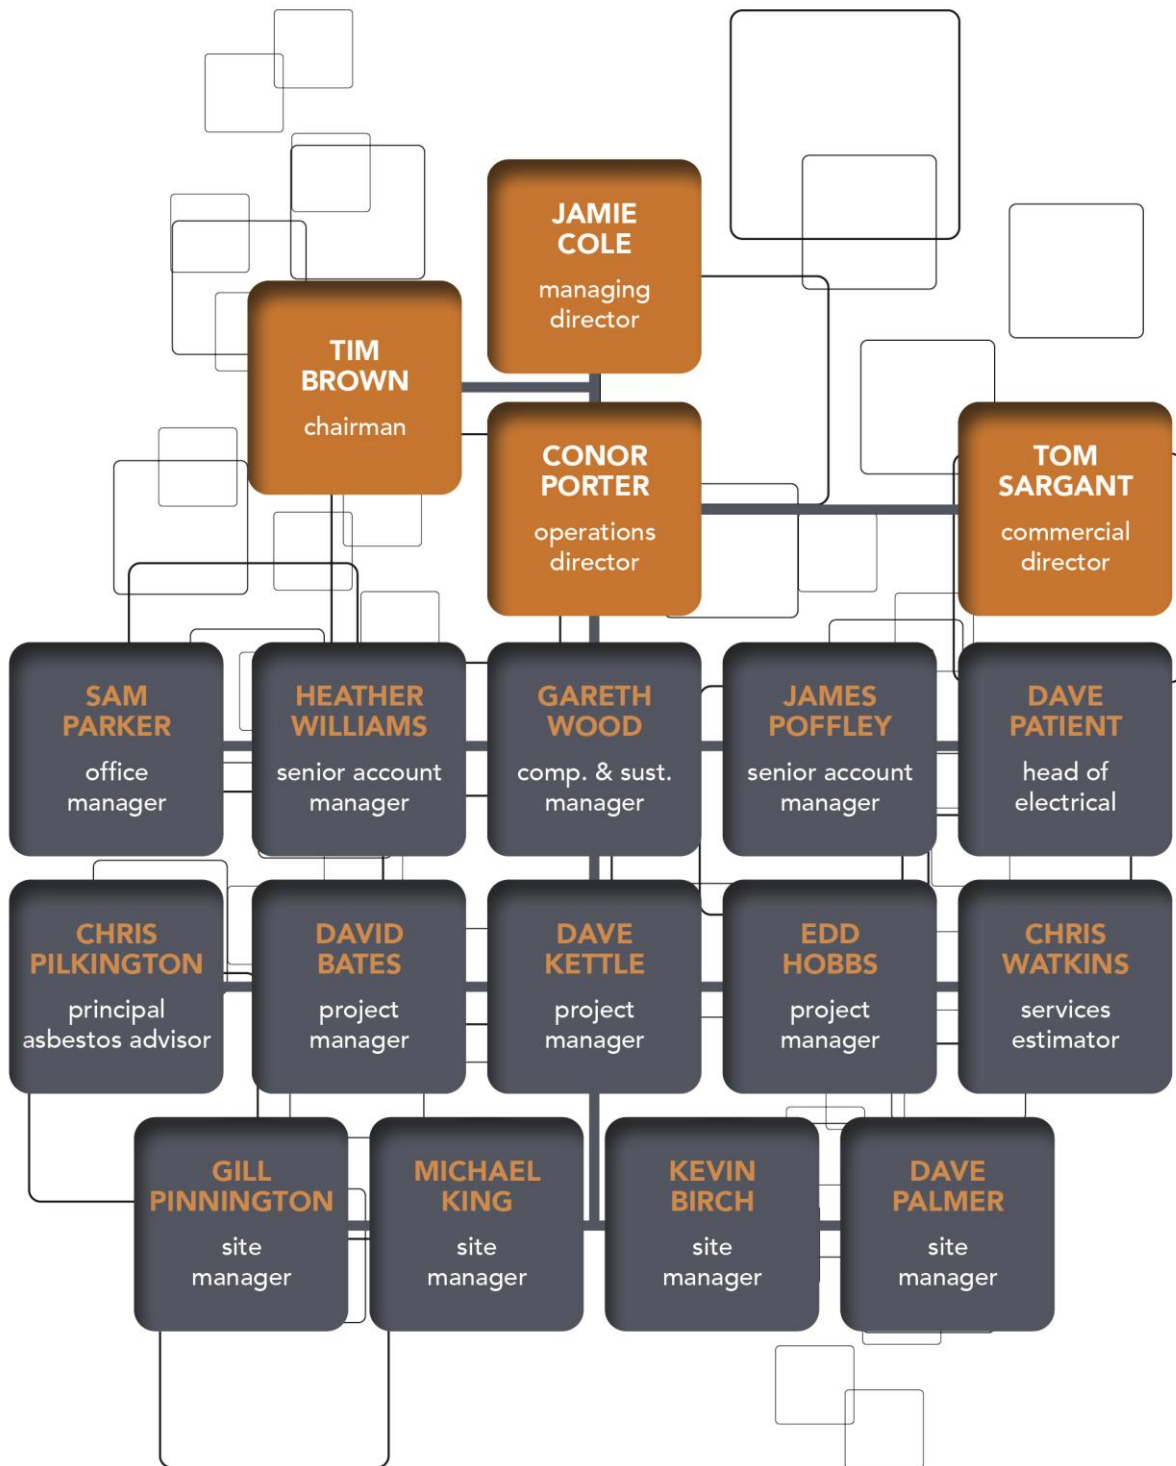 JAMIE
COLE
managing
director
TIM
BROWN
chairman
CONOR
PORTER
operations
director
TOM
SARGANT
commercial
director
SAM
PARKER
office
manager
HEATHER
WILLIAMS
senior account
manager
GARETH
WOOD
comp. & sust.
manager
JAMES
POFFLEY
senior account
manager
DAVE
PATIENT
head of
electrical
CHRIS
PILKINGTON
principal
asbestos advisor
DAVID
BATES
project
manager
DAVE
KETTLE
project
manager
EDD
HOBBS
project
manager
CHRIS
WATKINS
services
estimator
GILL
PINNINGTON
site
manager
MICHAEL
KING
site
manager
KEVIN
BIRCH
site
manager
DAVE
PALMER
site
manager